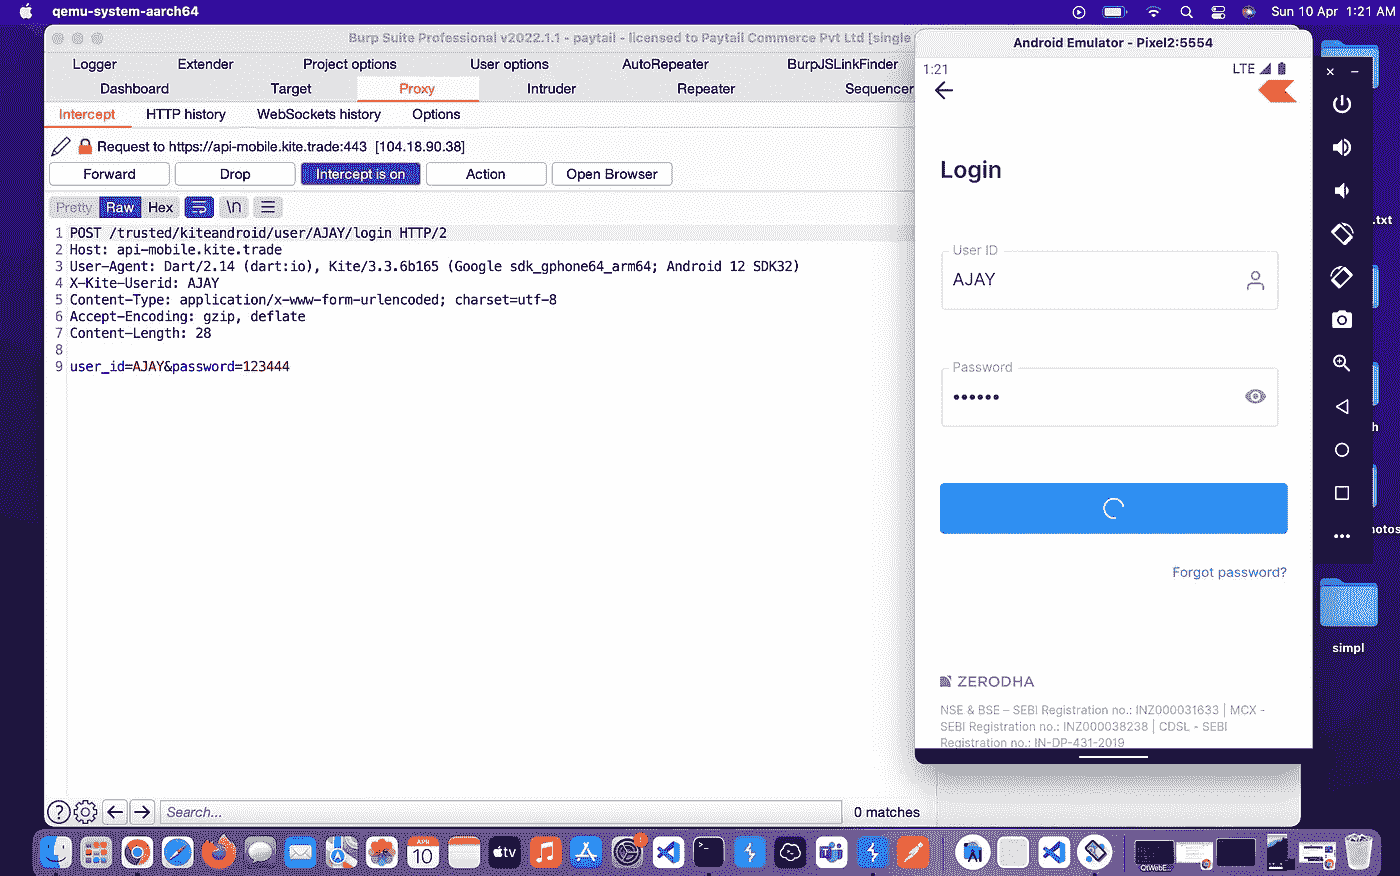 qemu-system-aarch64
Sun 10 Apr 1:21 AM
Burp Suite Professional v2022.1.1 - paytail - licensed to Paytail Commerce Pvt Ltd [single
Logger Extender Project options User options AutoRepeater BurpJSLinkFinder
Dashboard Target Proxy Intruder Repeater Sequencer
Intercept HTTP history WebSockets history Options
Request to https://api-mobile.kite.trade:443 [104.18.90.38]
Forward Drop Intercept is on Action Open Browser
Pretty Raw Hex \n
1 POST /trusted/kiteandroid/user/AJAY/login HTTP/2
2 Host: api-mobile.kite.trade
3 User-Agent: Dart/2.14 (dart:io), Kite/3.3.6b165 (Google sdk_gphone64_arm64; Android 12 SDK32)
4 X-Kite-Userid: AJAY
5 Content-Type: application/x-www-form-urlencoded; charset=utf-8
6 Accept-Encoding: gzip, deflate
7 Content-Length: 28
8
9 user_id=AJAY&password=123444
Search...
0 matches
Android Emulator - Pixel2:5554
1:21
LTE
Login
User ID
AJAY
Password
••••••
Forgot password?
ZERODHA
NSE & BSE – SEBI Registration no.: INZ000031633 | MCX -
SEBI Registration no.: INZ000038238 | CDSL - SEBI
Registration no.: IN-DP-431-2019
.txt
h
hotos
simpl
APR
10
tv
1